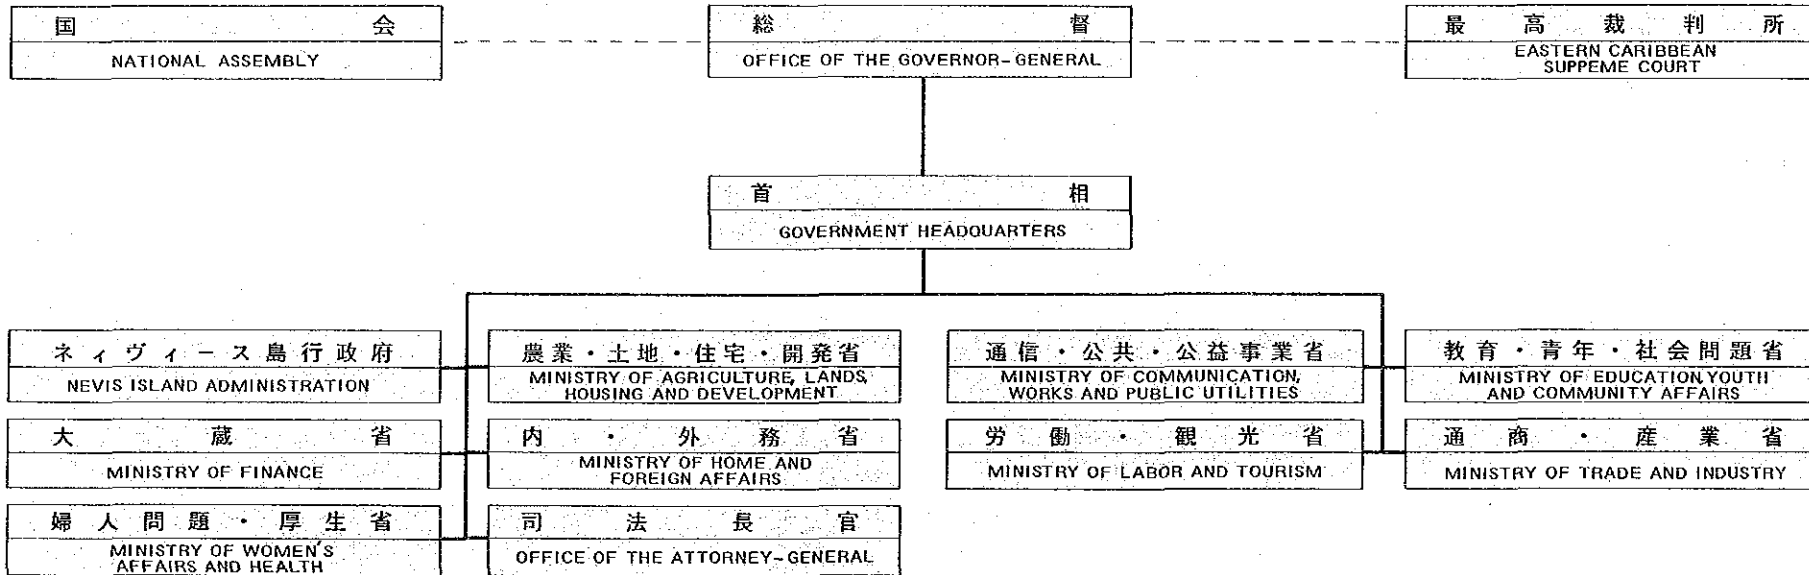 国会
NATIONAL ASSEMBLY
総督
OFFICE OF THE GOVERNOR-GENERAL
最高裁判所
EASTERN CARIBBEAN
SUPPEME COURT
首相
GOVERNMENT HEADQUARTERS
ネィヴィース島行政府
NEVIS ISLAND ADMINISTRATION
農業・土地・住宅・開発省
MINISTRY OF AGRICULTURE, LANDS,
HOUSING AND DEVELOPMENT
通信・公共・公益事業省
MINISTRY OF COMMUNICATION,
WORKS AND PUBLIC UTILITIES
教育・青年・社会問題省
MINISTRY OF EDUCATION,YOUTH
AND COMMUNITY AFFAIRS
大蔵省
MINISTRY OF FINANCE
内・外務省
MINISTRY OF HOME AND
FOREIGN AFFAIRS
労働・観光省
MINISTRY OF LABOR AND TOURISM
通商・産業省
MINISTRY OF TRADE AND INDUSTRY
婦人問題・厚生省
MINISTRY OF WOMEN'S
AFFAIRS AND HEALTH
司法長官
OFFICE OF THE ATTORNEY-GENERAL